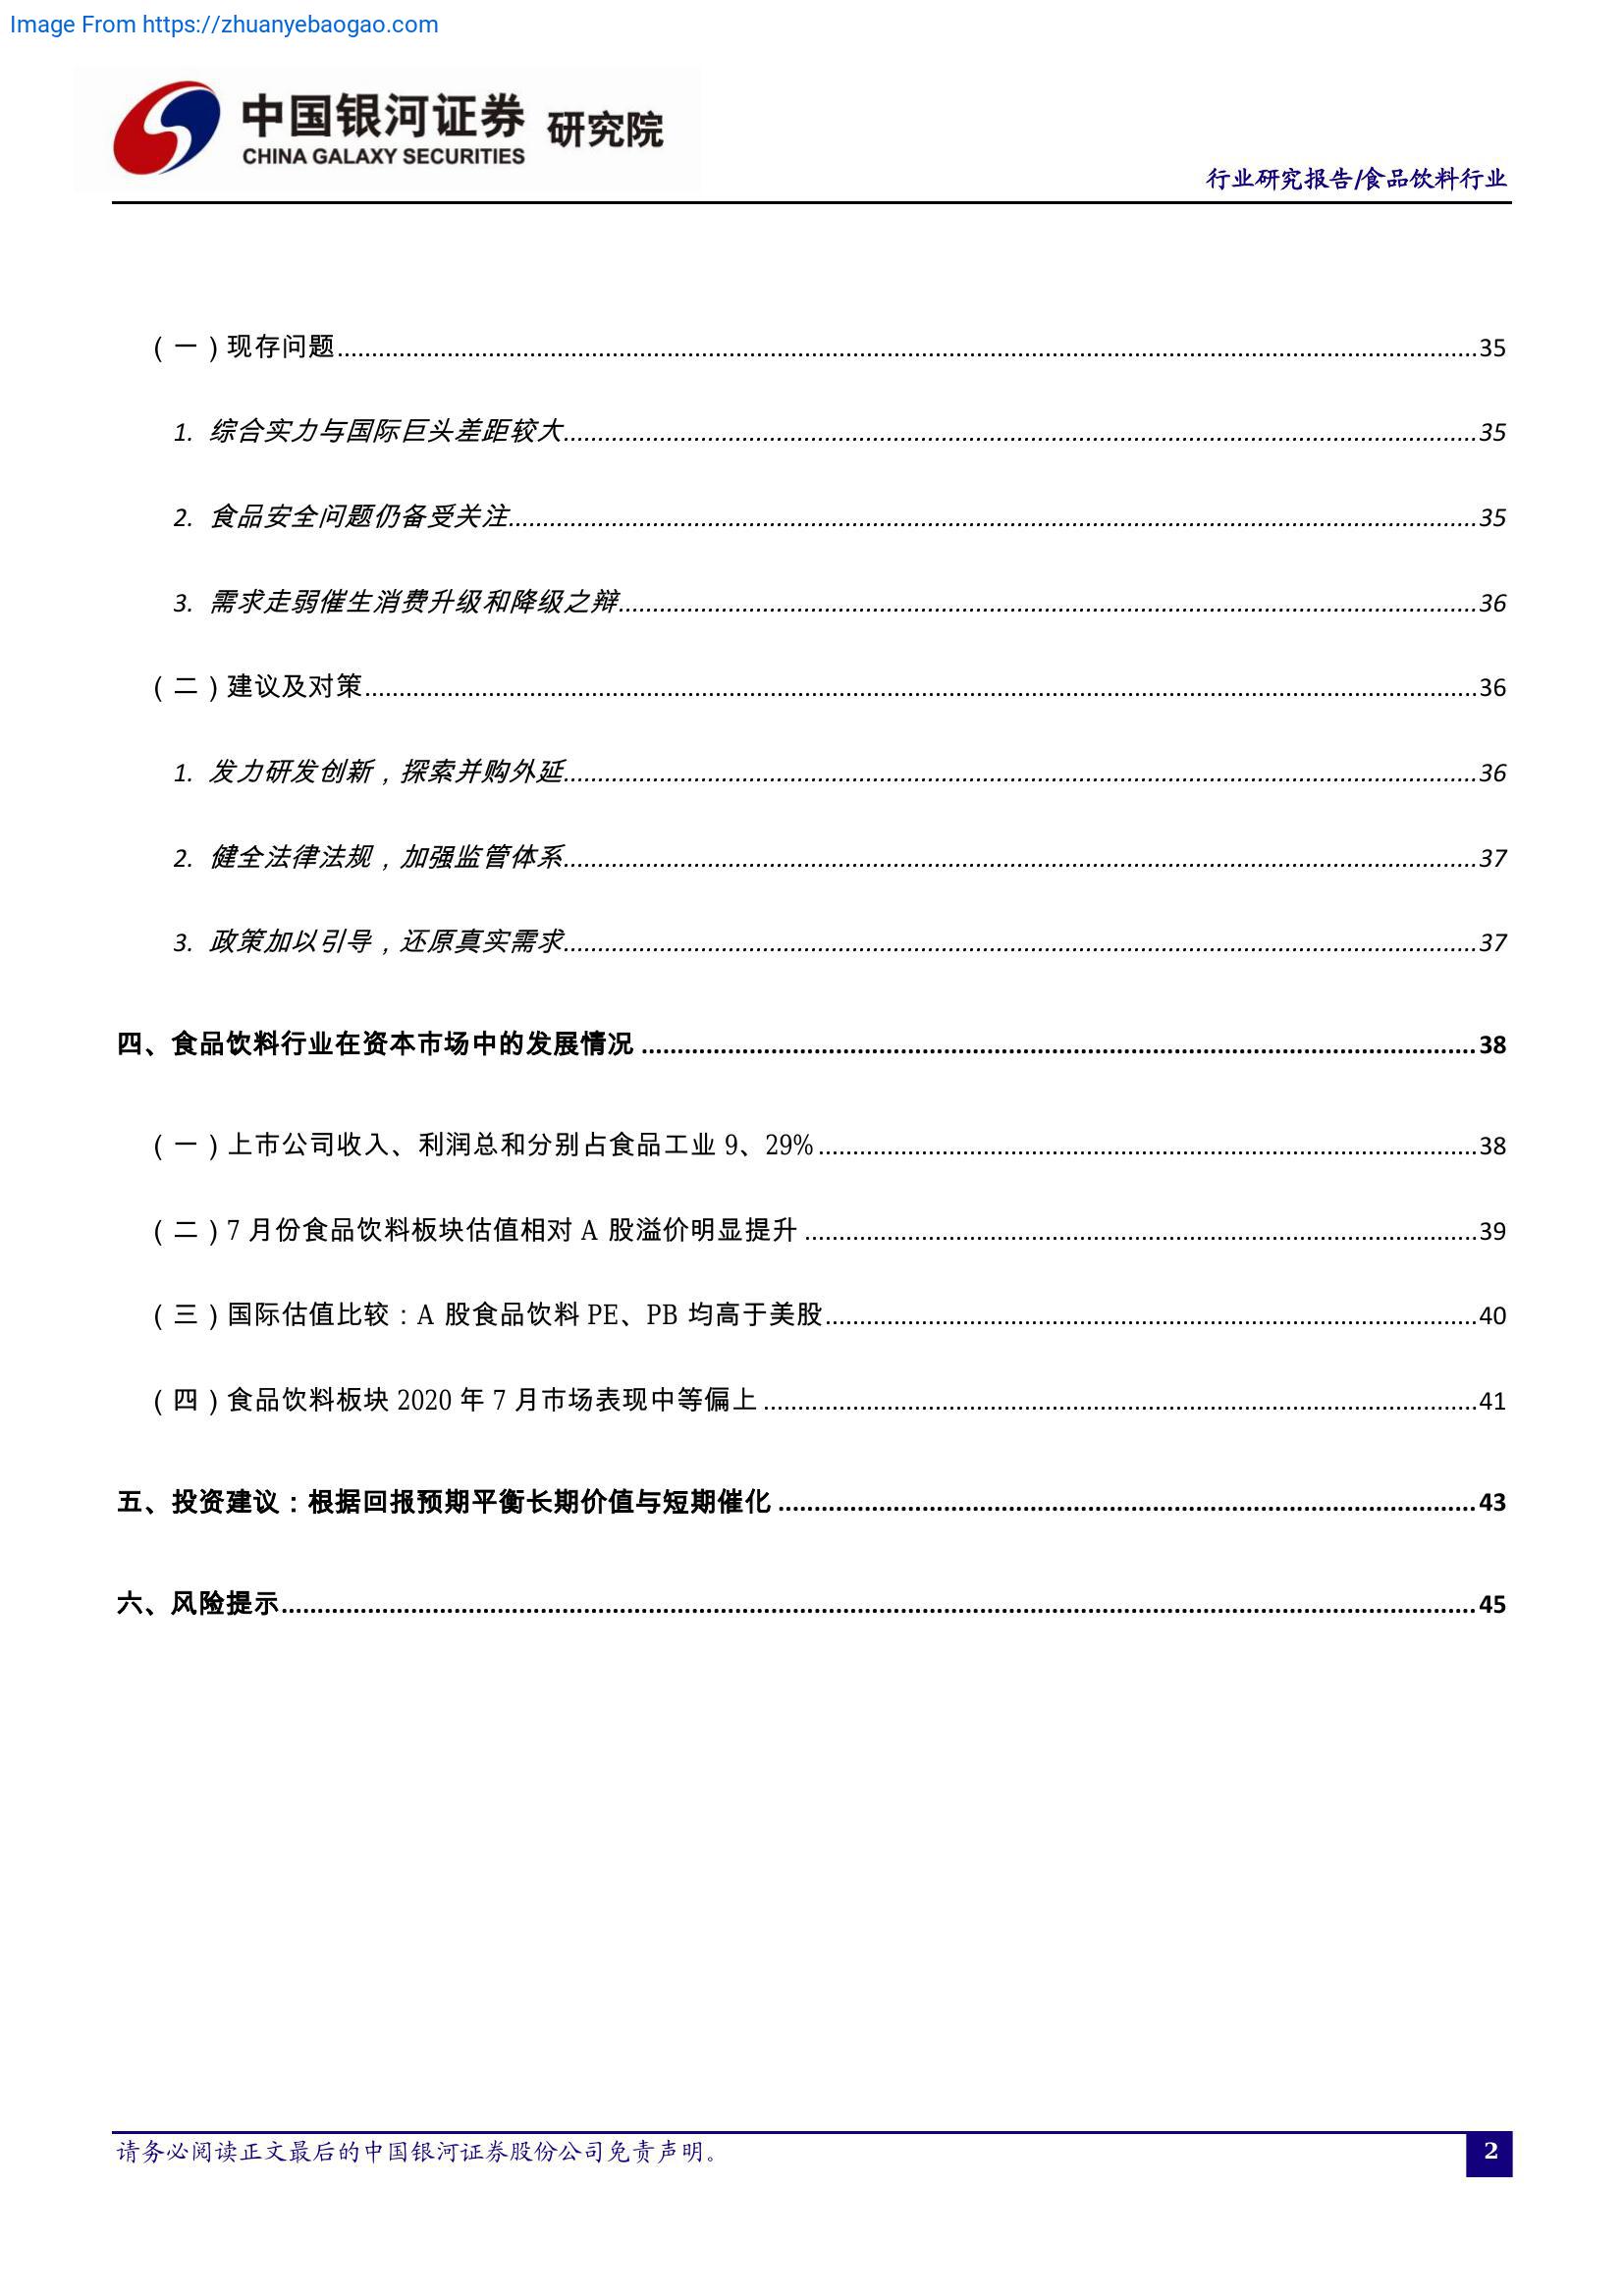 Image From https://zhuanyebaogao.com
中国银河证券 研究院
CHINA GALAXY SECURITIES
行业研究报告/食品饮料行业
(一)现存问题........35
1. 综合实力与国际巨头差距较大........35
2. 食品安全问题仍备受关注........35
3. 需求走弱催生消费升级和降级之辩........36
(二)建议及对策........36
1. 发力研发创新，探索并购外延........36
2. 健全法律法规，加强监管体系........37
3. 政策加以引导，还原真实需求........37
四、食品饮料行业在资本市场中的发展情况........38
(一)上市公司收入、利润总和分别占食品工业 9、29%........38
(二)7 月份食品饮料板块估值相对 A 股溢价明显提升........39
(三)国际估值比较：A 股食品饮料 PE、PB 均高于美股........40
(四)食品饮料板块 2020 年 7 月市场表现中等偏上........41
五、投资建议：根据回报预期平衡长期价值与短期催化........43
六、风险提示........45
请务必阅读正文最后的中国银河证券股份公司免责声明。
2